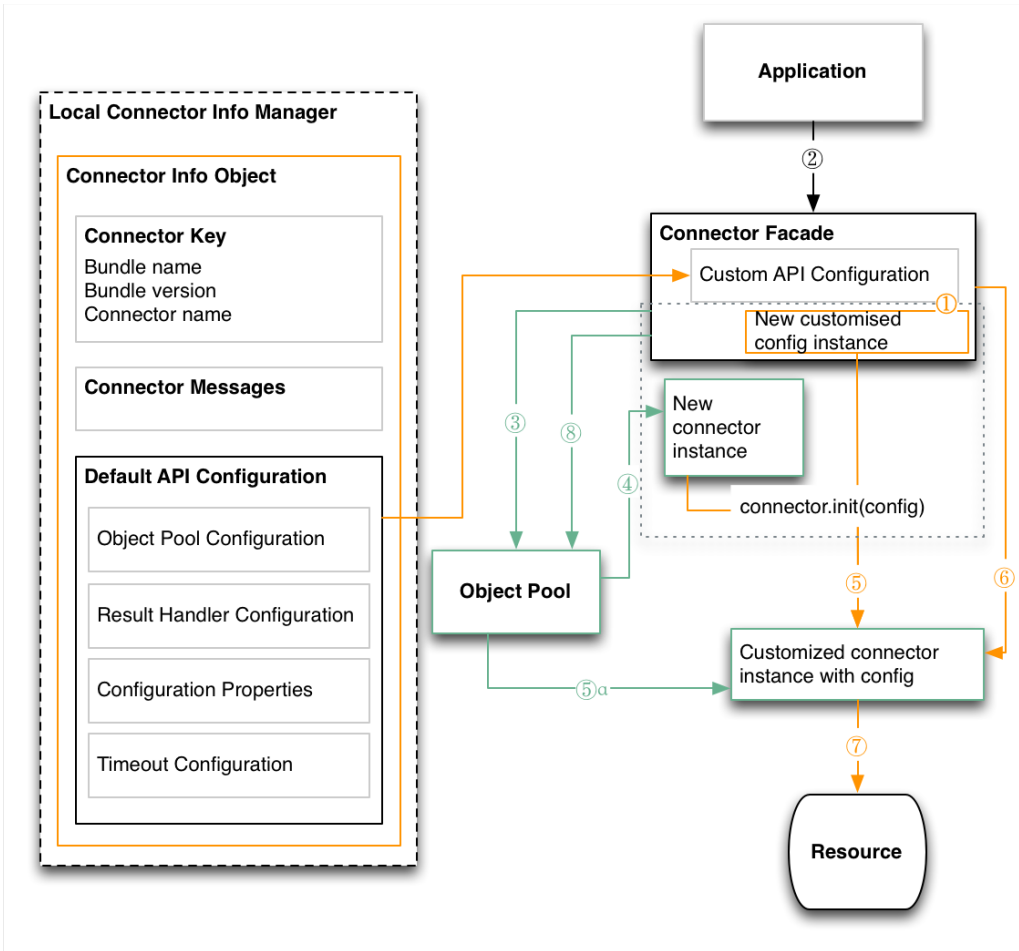 Application
Local Connector Info Manager
②
Connector Info Object
Connector Key
Bundle name
Bundle version
Connector name
Connector Facade
Custom API Configuration
①
New customised
config instance
Connector Messages
③
⑧
④
New
connector
instance
Default API Configuration
connector.init(config)
Object Pool Configuration
Object Pool
⑤
⑥
Result Handler Configuration
Customized connector
instance with config
Configuration Properties
⑤a
⑦
Timeout Configuration
Resource